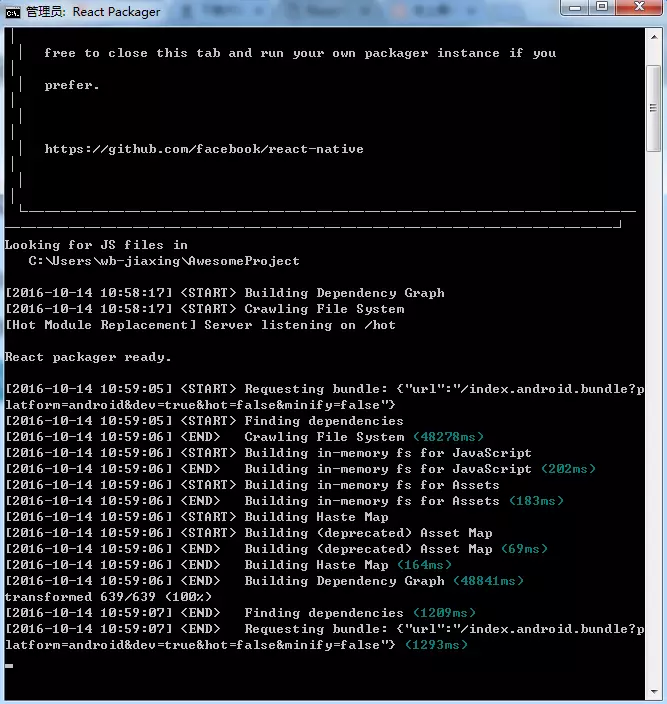 管理员: React Packager
free to close this tab and run your own packager instance if you
prefer.
https://github.com/facebook/react-native
Looking for JS files in
C:\Users\wb-jiaxing\AwesomeProject
[2016-10-14 10:58:17] <START> Building Dependency Graph
[2016-10-14 10:58:17] <START> Crawling File System
[Hot Module Replacement] Server listening on /hot
React packager ready.
[2016-10-14 10:59:05] <START> Requesting bundle: {"url":"/index.android.bundle?p
latform=android&dev=true&hot=false&minify=false"}
[2016-10-14 10:59:05] <START> Finding dependencies
[2016-10-14 10:59:06] <END>   Crawling File System (48278ms)
[2016-10-14 10:59:06] <START> Building in-memory fs for JavaScript
[2016-10-14 10:59:06] <END>   Building in-memory fs for JavaScript (202ms)
[2016-10-14 10:59:06] <START> Building in-memory fs for Assets
[2016-10-14 10:59:06] <END>   Building in-memory fs for Assets (183ms)
[2016-10-14 10:59:06] <START> Building Haste Map
[2016-10-14 10:59:06] <START> Building (deprecated) Asset Map
[2016-10-14 10:59:06] <END>   Building (deprecated) Asset Map (69ms)
[2016-10-14 10:59:06] <END>   Building Haste Map (164ms)
[2016-10-14 10:59:06] <END>   Building Dependency Graph (48841ms)
transformed 639/639 (100%)
[2016-10-14 10:59:07] <END>   Finding dependencies (1209ms)
[2016-10-14 10:59:07] <END>   Requesting bundle: {"url":"/index.android.bundle?p
latform=android&dev=true&hot=false&minify=false"} (1293ms)